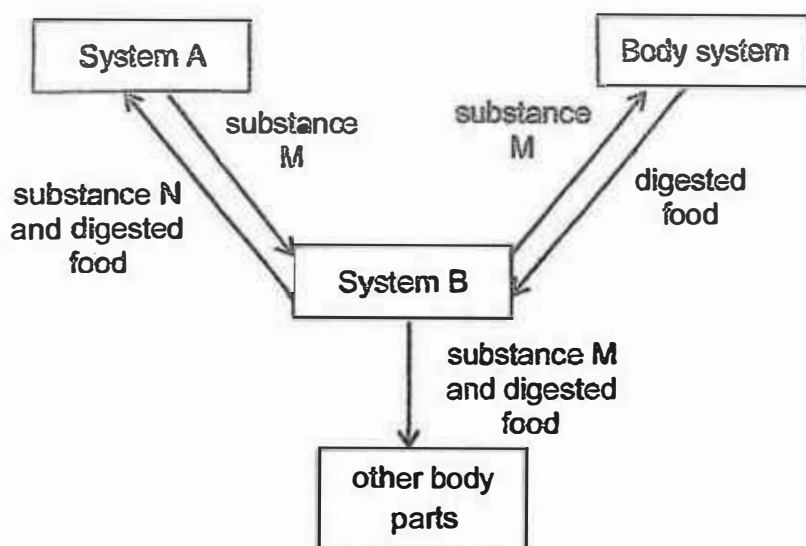 System A
Body system
substance
M
substance
M
substance N
and digested
food
digested
food
System B
substance M
and digested
food
other body
parts